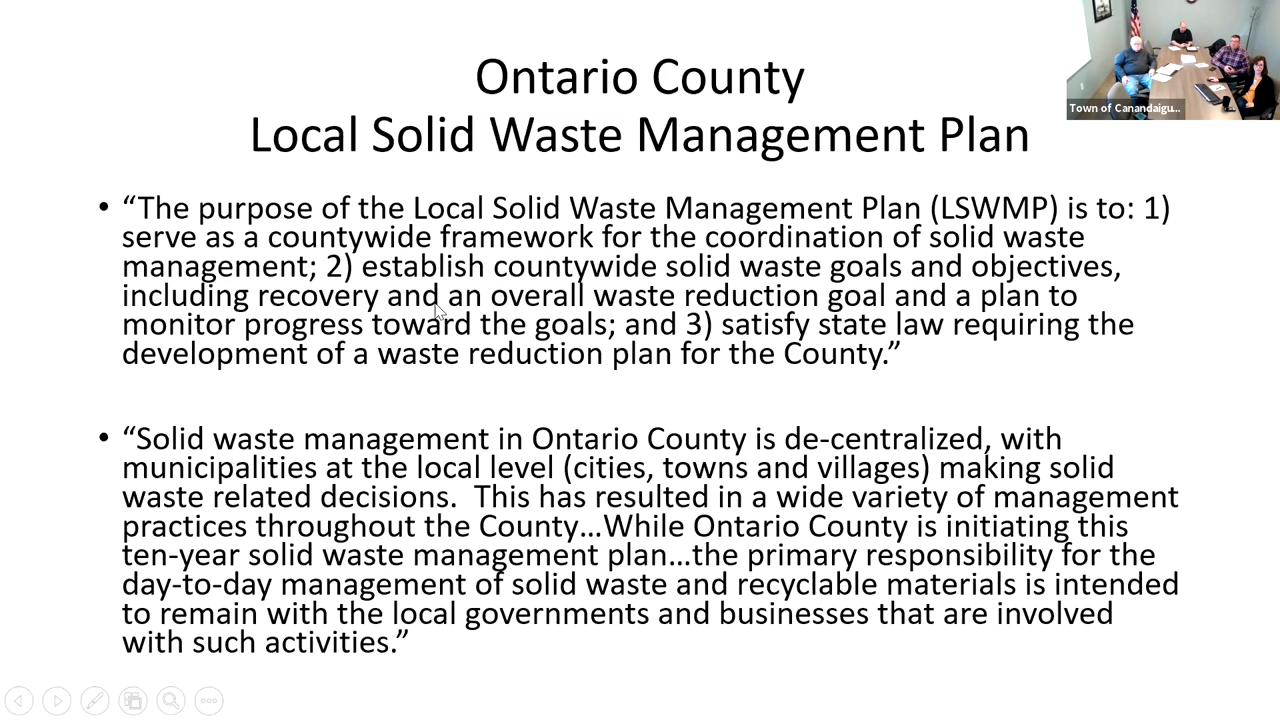 Ontario County
Local Solid Waste Management Plan
Town of Canandaigu...
• “The purpose of the Local Solid Waste Management Plan (LSWMP) is to: 1)
serve as a countywide framework for the coordination of solid waste
management; 2) establish countywide solid waste goals and objectives,
including recovery and an overall waste reduction goal and a plan to
monitor progress toward the goals; and 3) satisfy state law requiring the
development of a waste reduction plan for the County.”
• “Solid waste management in Ontario County is de-centralized, with
municipalities at the local level (cities, towns and villages) making solid
waste related decisions.  This has resulted in a wide variety of management
practices throughout the County…While Ontario County is initiating this
ten-year solid waste management plan…the primary responsibility for the
day-to-day management of solid waste and recyclable materials is intended
to remain with the local governments and businesses that are involved
with such activities.”